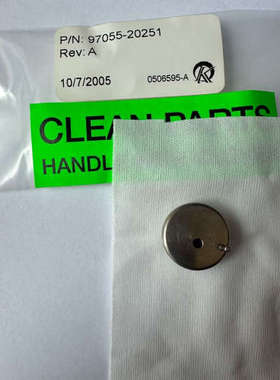 P/N: 97055-20251
Rev: A
10/7/2005
0506595-A
CLEAN PARTS
HANDL